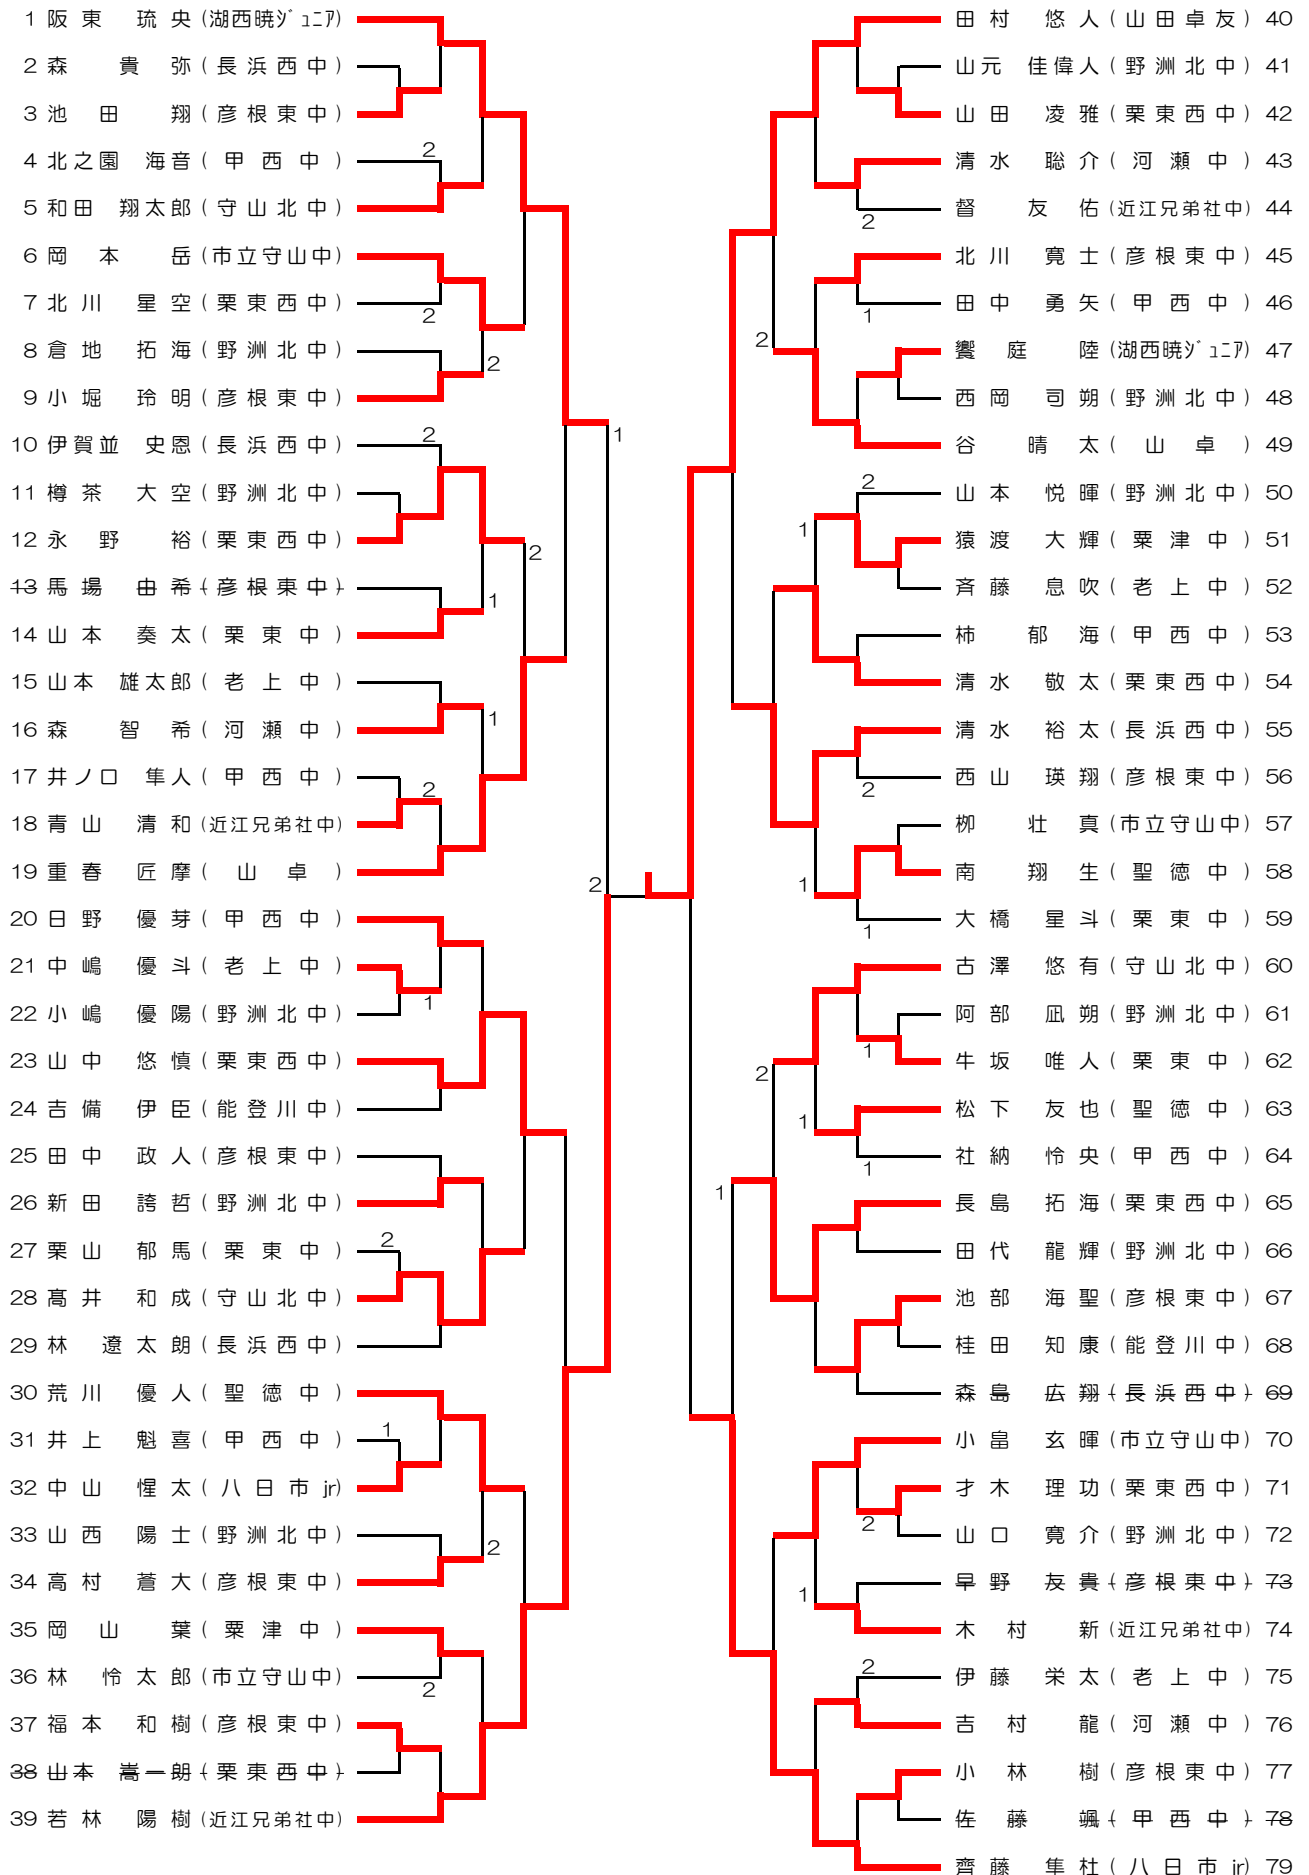 1 阪東 琉央 (湖西暁ｼﾞｭﾆｱ)
2 森 貴弥 (長浜西中)
3 池田 翔 (彦根東中)
4 北之園 海音 (甲西中)
2
5 和田 翔太郎 (守山北中)
6 岡本 岳 (市立守山中)
7 北川 星空 (栗東西中)
2
8 倉地 拓海 (野洲北中)
2
9 小堀 玲明 (彦根東中)
10 伊賀並 史恩 (長浜西中)
2
1
11 樽茶 大空 (野洲北中)
12 永野 裕 (栗東西中)
2
13 馬場 由希 (彦根東中)
1
14 山本 奏太 (栗東中)
15 山本 雄太郎 (老上中)
16 森 智希 (河瀬中)
1
17 井ノ口 隼人 (甲西中)
2
18 青山 清和 (近江兄弟社中)
19 重春 匠摩 (山卓)
2
20 日野 優芽 (甲西中)
21 中嶋 優斗 (老上中)
1
22 小嶋 優陽 (野洲北中)
23 山中 悠慎 (栗東西中)
24 吉備 伊臣 (能登川中)
25 田中 政人 (彦根東中)
26 新田 誇哲 (野洲北中)
27 栗山 郁馬 (栗東中)
2
28 髙井 和成 (守山北中)
29 林 遼太朗 (長浜西中)
30 荒川 優人 (聖徳中)
31 井上 魁喜 (甲西中)
1
32 中山 惺太 (八日市jr)
33 山西 陽士 (野洲北中)
2
34 高村 蒼大 (彦根東中)
35 岡山 葉 (粟津中)
36 林 怜太郎 (市立守山中)
2
37 福本 和樹 (彦根東中)
38 山本 嵩一朗 (栗東西中)
39 若林 陽樹 (近江兄弟社中)
田村 悠人 (山田卓友) 40
山元 佳偉人 (野洲北中) 41
山田 凌雅 (栗東西中) 42
清水 聡介 (河瀬中) 43
督 友佑 (近江兄弟社中) 44
2
北川 寛士 (彦根東中) 45
田中 勇矢 (甲西中) 46
1
2
饗庭 陸 (湖西暁ｼﾞｭﾆｱ) 47
西岡 司朔 (野洲北中) 48
谷 晴太 (山卓) 49
2
山本 悦暉 (野洲北中) 50
1
猿渡 大輝 (粟津中) 51
斉藤 息吹 (老上中) 52
柿 郁海 (甲西中) 53
清水 敬太 (栗東西中) 54
清水 裕太 (長浜西中) 55
西山 瑛翔 (彦根東中) 56
2
栁 壮真 (市立守山中) 57
南 翔生 (聖徳中) 58
1
大橋 星斗 (栗東中) 59
1
古澤 悠有 (守山北中) 60
阿部 凪朔 (野洲北中) 61
1
牛坂 唯人 (栗東中) 62
2
松下 友也 (聖徳中) 63
1
社納 怜央 (甲西中) 64
1
1
長島 拓海 (栗東西中) 65
田代 龍輝 (野洲北中) 66
池部 海聖 (彦根東中) 67
桂田 知康 (能登川中) 68
森島 広翔 (長浜西中) 69
小畠 玄暉 (市立守山中) 70
才木 理功 (栗東西中) 71
2
山口 寛介 (野洲北中) 72
早野 友貴 (彦根東中) 73
1
木村 新 (近江兄弟社中) 74
2
伊藤 栄太 (老上中) 75
吉村 龍 (河瀬中) 76
小林 樹 (彦根東中) 77
佐藤 颯 (甲西中) 78
齊藤 隼杜 (八日市jr) 79